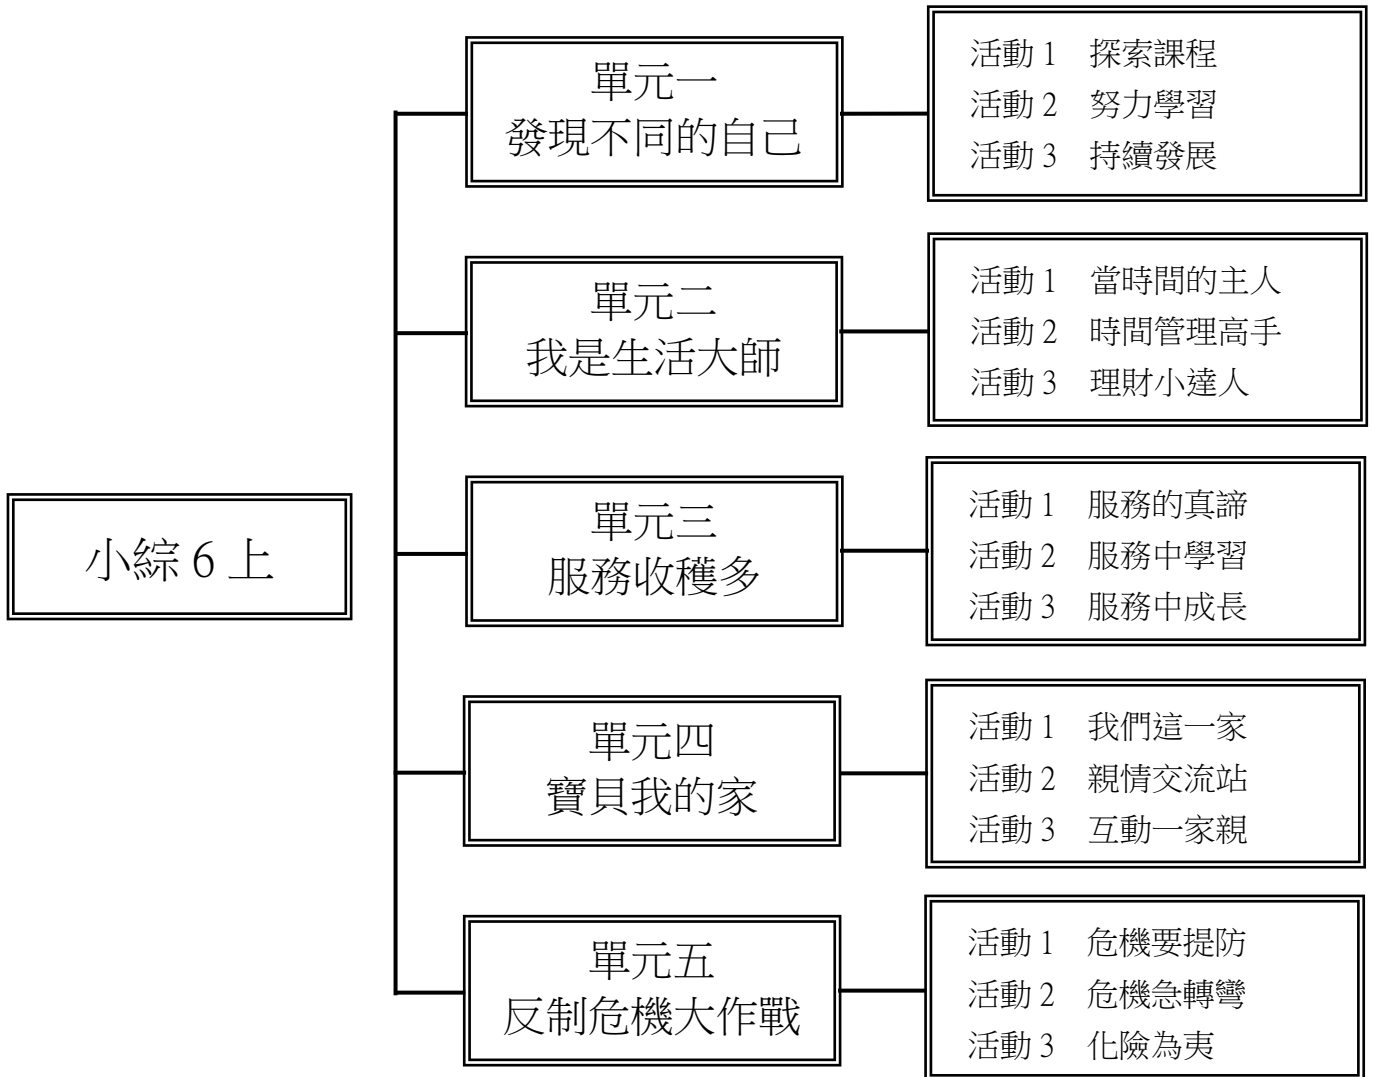 小綜 6 上
單元一
發現不同的自己
活動 1 探索課程
活動 2 努力學習
活動 3 持續發展
單元二
我是生活大師
活動 1 當時間的主人
活動 2 時間管理高手
活動 3 理財小達人
單元三
服務收穫多
活動 1 服務的真諦
活動 2 服務中學習
活動 3 服務中成長
單元四
寶貝我的家
活動 1 我們這一家
活動 2 親情交流站
活動 3 互動一家親
單元五
反制危機大作戰
活動 1 危機要提防
活動 2 危機急轉彎
活動 3 化險為夷